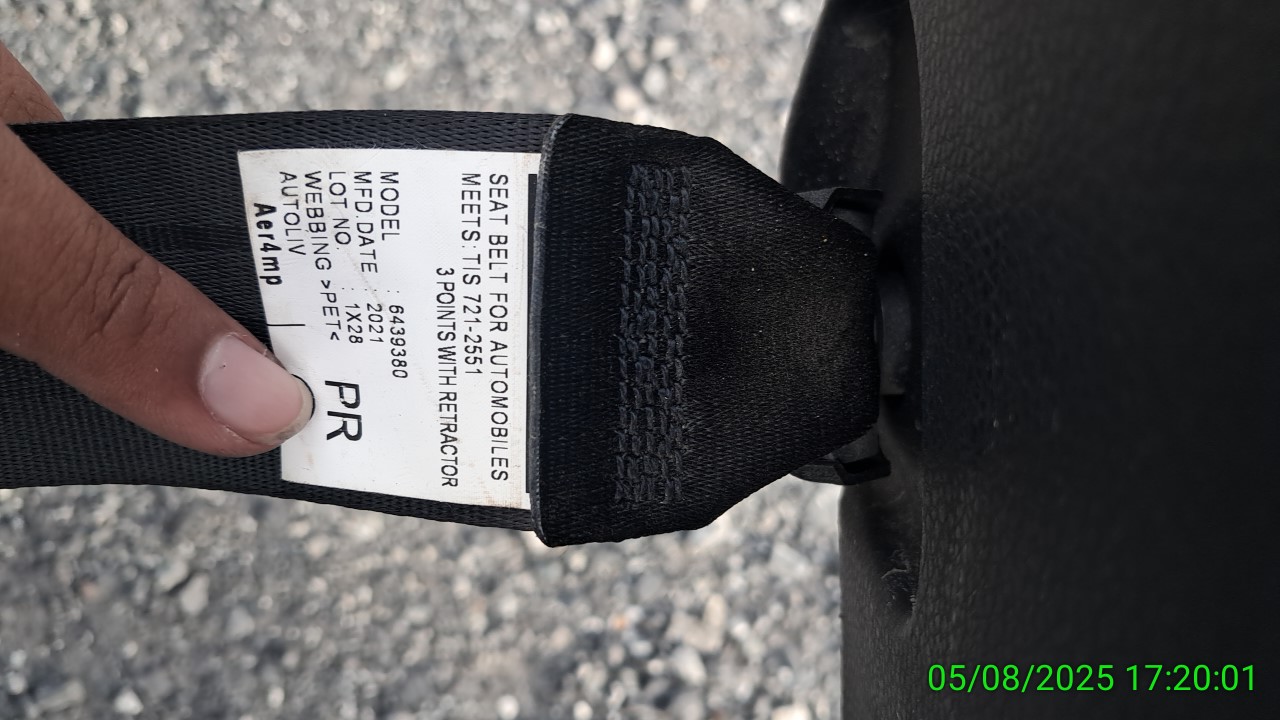 SEAT BELT FOR AUTOMOBILES
MEETS: TIS 721-2551
3 POINTS WITH RETRACTOR
MODEL : 6439380
MFD.DATE : 2021
LOT NO. : 1X28
WEBBING >PET<
PR
AUTOLIV
Aer4mp
05/08/2025 17:20:01